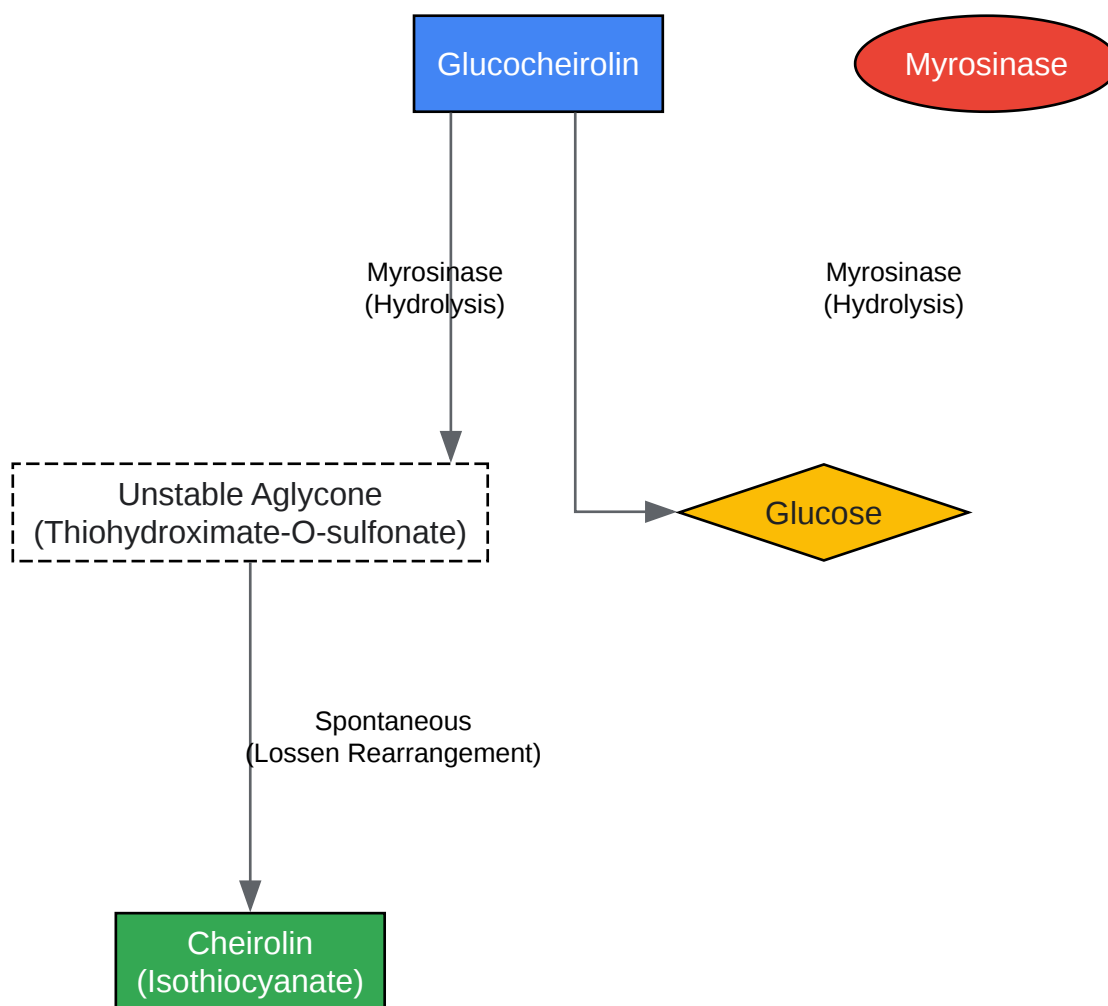 Glucocheirolin
Myrosinase
Myrosinase
(Hydrolysis)
Myrosinase
(Hydrolysis)
Unstable Aglycone
(Thiohydroximate-O-sulfonate)
Glucose
Spontaneous
(Lossen Rearrangement)
Cheirolin
(Isothiocyanate)